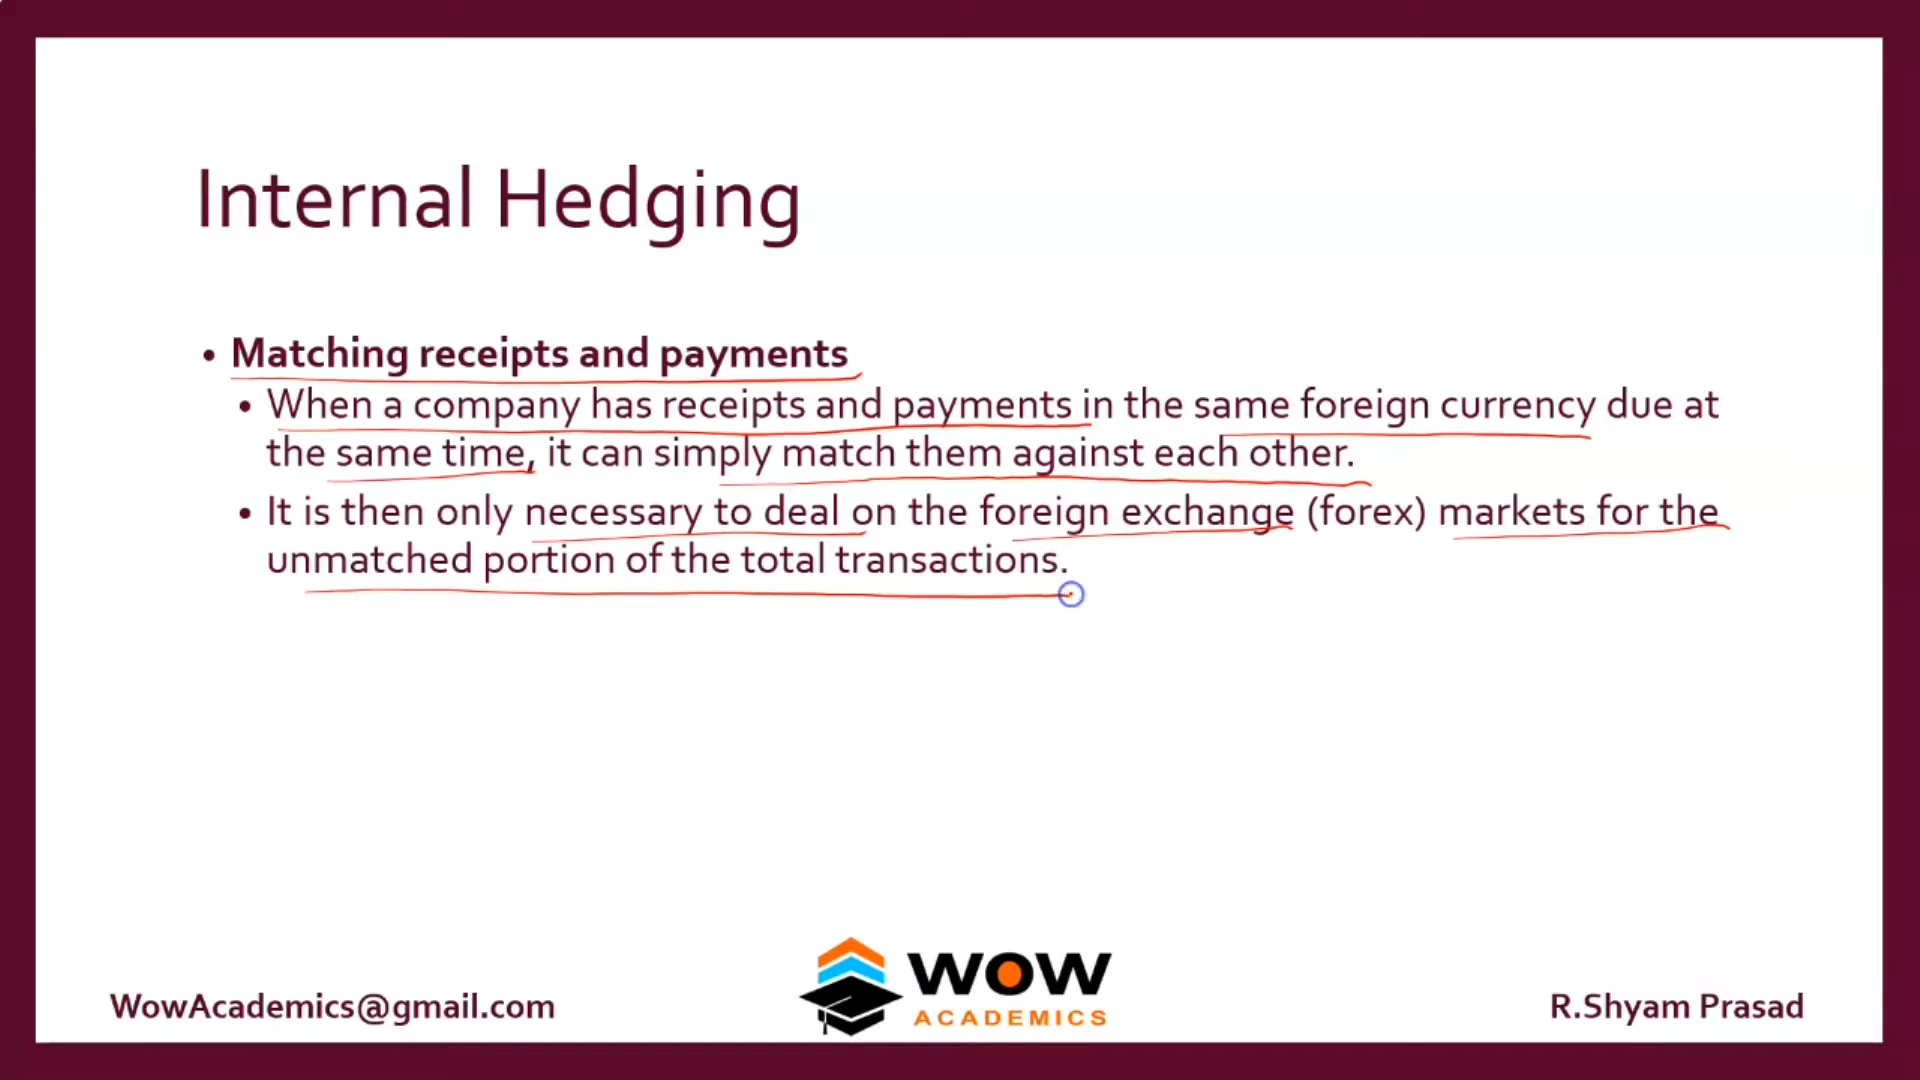 Internal Hedging
• Matching receipts and payments
• When a company has receipts and payments in the same foreign currency due at
the same time, it can simply match them against each other.
• It is then only necessary to deal on the foreign exchange (forex) markets for the
unmatched portion of the total transactions.
WowAcademics@gmail.com
WOW
ACADEMICS
R.Shyam Prasad